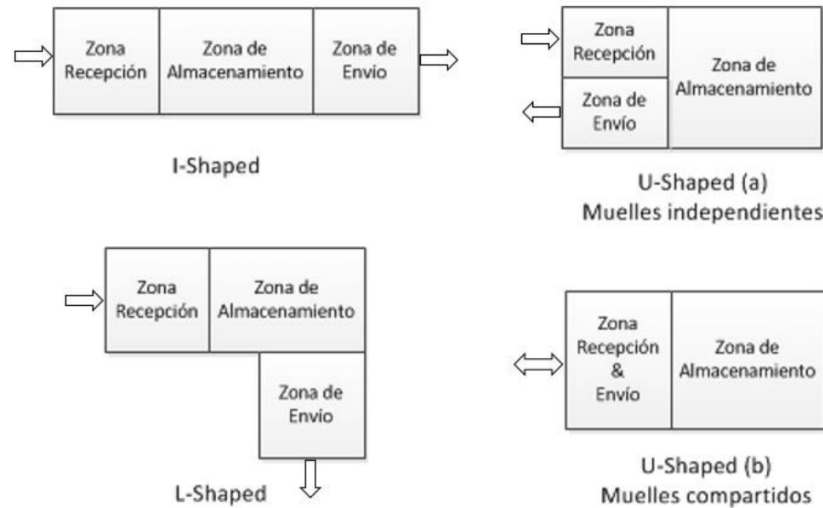 Zona
Recepción
Zona de
Almacenamiento
Zona de
Envío
I-Shaped
Zona
Recepción
Zona de
Envío
Zona de
Almacenamiento
U-Shaped (a)
Muelles independientes
Zona
Recepción
Zona de
Almacenamiento
Zona de
Envío
L-Shaped
Zona
Recepción
&
Envío
Zona de
Almacenamiento
U-Shaped (b)
Muelles compartidos